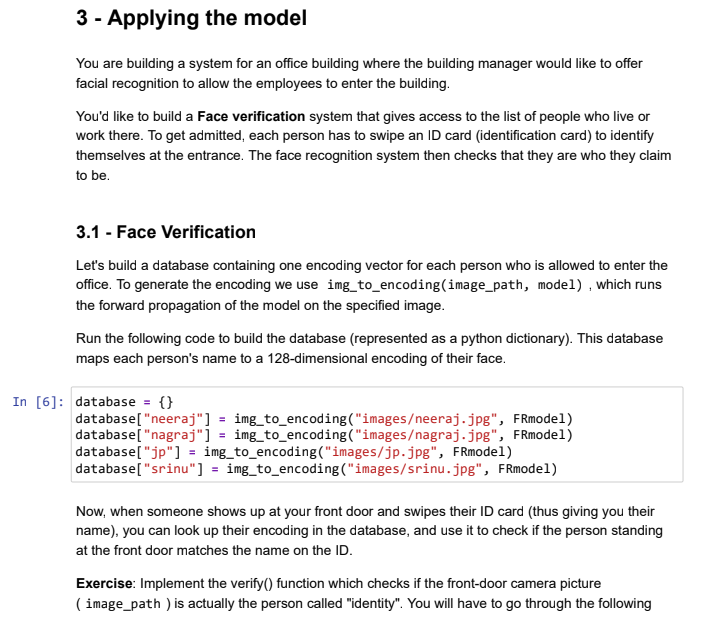 3 - Applying the model
You are building a system for an office building where the building manager would like to offer
facial recognition to allow the employees to enter the building.
You'd like to build a Face verification system that gives access to the list of people who live or
work there. To get admitted, each person has to swipe an ID card (identification card) to identify
themselves at the entrance. The face recognition system then checks that they are who they claim
to be.
3.1 - Face Verification
Let's build a database containing one encoding vector for each person who is allowed to enter the
office. To generate the encoding we use img_to_encoding(image_path, model) , which runs
the forward propagation of the model on the specified image.
Run the following code to build the database (represented as a python dictionary). This database
maps each person's name to a 128-dimensional encoding of their face.
In [6]: database = {}
database["neeraj"] = img_to_encoding("images/neeraj.jpg", FRmodel)
database["nagraj"] = img_to_encoding("images/nagraj.jpg", FRmodel)
database["jp"] = img_to_encoding("images/jp.jpg", FRmodel)
database["srinu"] = img_to_encoding("images/srinu.jpg", FRmodel)
Now, when someone shows up at your front door and swipes their ID card (thus giving you their
name), you can look up their encoding in the database, and use it to check if the person standing
at the front door matches the name on the ID.
Exercise: Implement the verify() function which checks if the front-door camera picture
( image_path ) is actually the person called "identity". You will have to go through the following